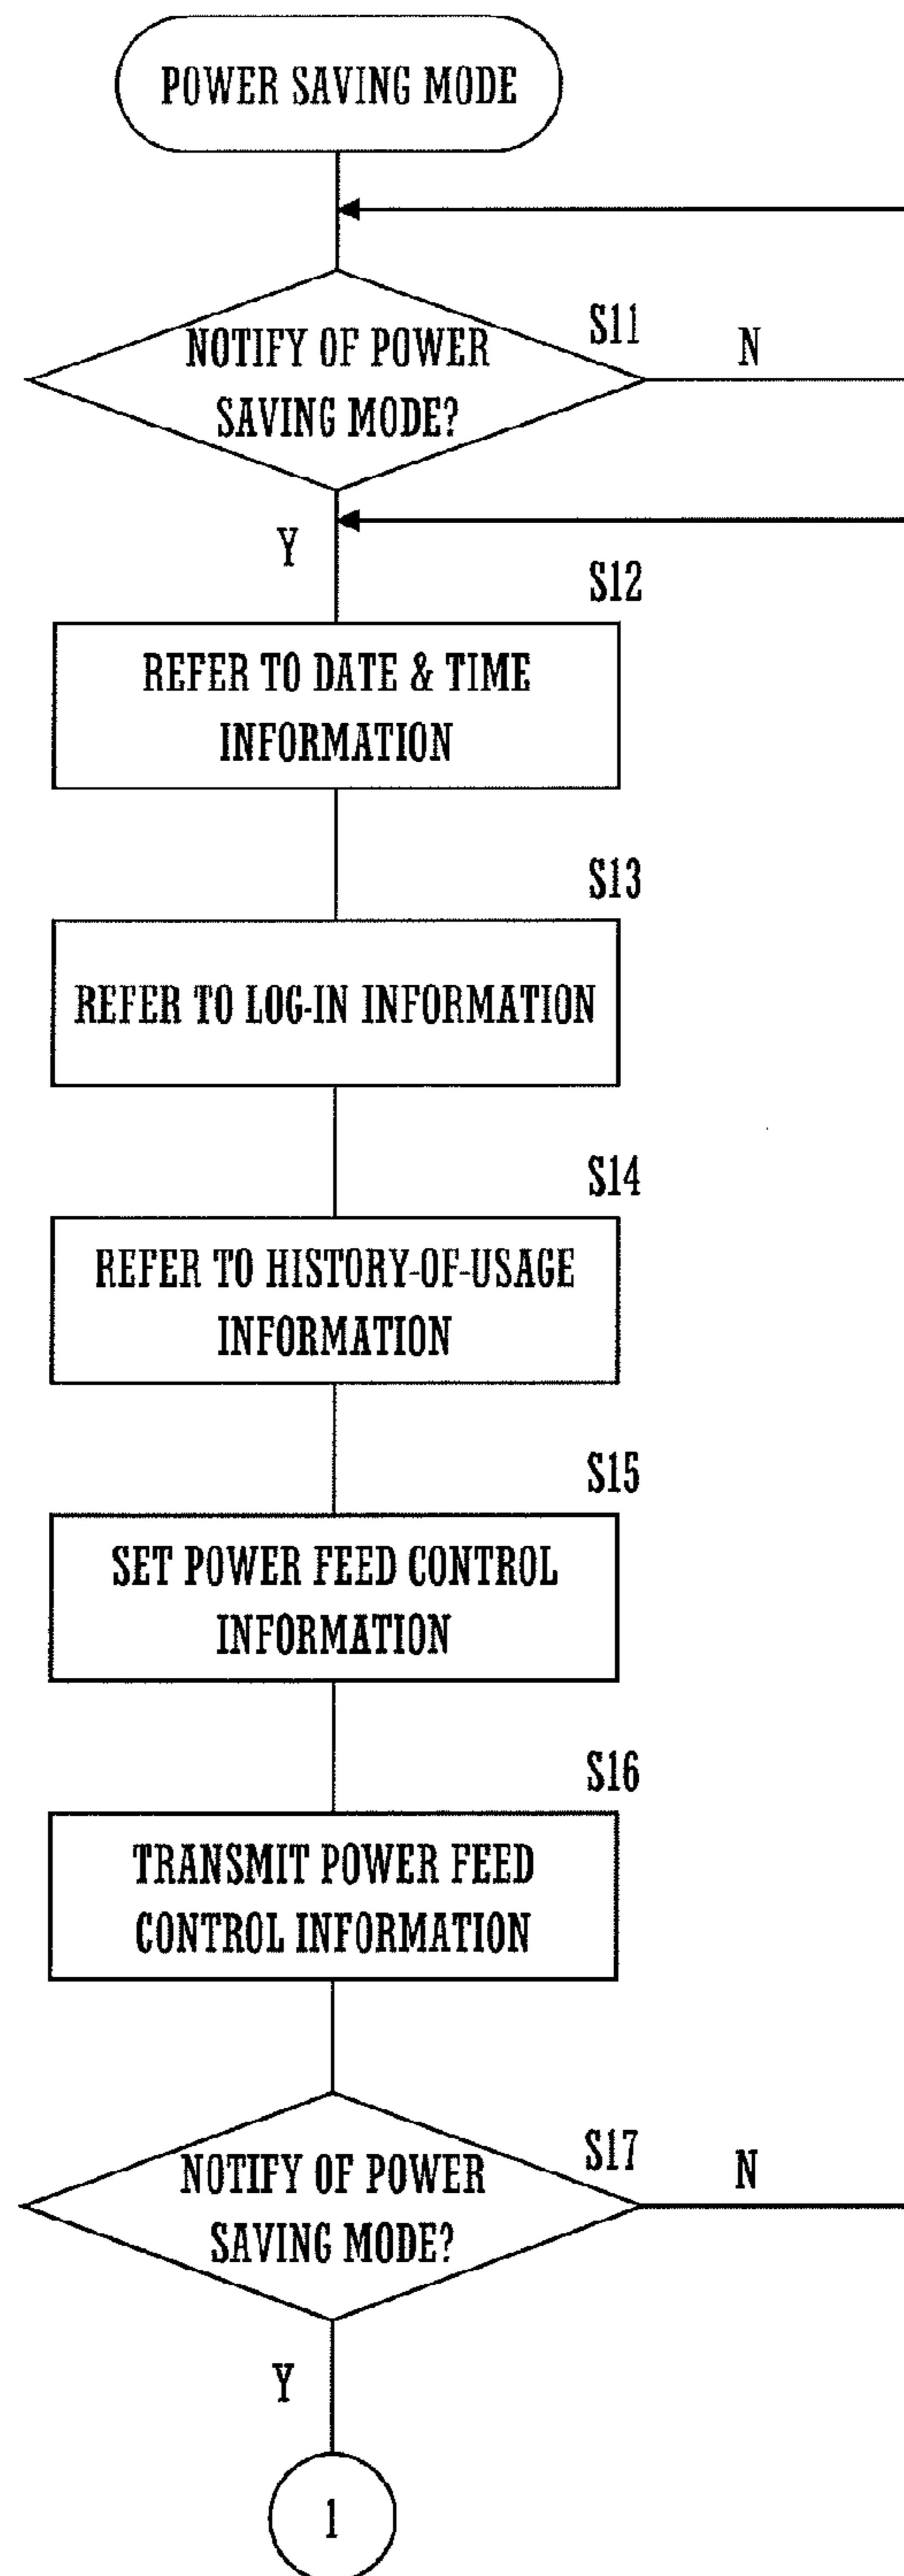 POWER SAVING MODE
S11
N
NOTIFY OF POWER
SAVING MODE?
Y
S12
REFER TO DATE & TIME
INFORMATION
S13
REFER TO LOG-IN INFORMATION
S14
REFER TO HISTORY-OF-USAGE
INFORMATION
S15
SET POWER FEED CONTROL
INFORMATION
S16
TRANSMIT POWER FEED
CONTROL INFORMATION
S17
N
NOTIFY OF POWER
SAVING MODE?
Y
1